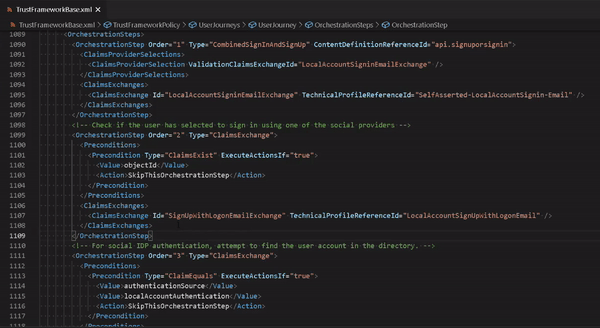 TrustFrameworkBase.xml
TrustFrameworkBase.xml > TrustFrameworkPolicy > UserJourneys > UserJourney > OrchestrationSteps > OrchestrationStep
1089 <OrchestrationSteps>
1090 <OrchestrationStep Order="1" Type="CombinedSignInAndSignUp" ContentDefinitionReferenceId="api.signuporsignin">
1091 <ClaimsProviderSelections>
1092 <ClaimsProviderSelection ValidationClaimsExchangeId="LocalAccountSigninEmailExchange" />
1093 </ClaimsProviderSelections>
1094 <ClaimsExchanges>
1095 <ClaimsExchange Id="LocalAccountSigninEmailExchange" TechnicalProfileReferenceId="SelfAsserted-LocalAccountSignin-Email" />
1096 </ClaimsExchanges>
1097 </OrchestrationStep>
1098 <!-- Check if the user has selected to sign in using one of the social providers -->
1099 <OrchestrationStep Order="2" Type="ClaimsExchange">
1100 <Preconditions>
1101 <Precondition Type="ClaimsExist" ExecuteActionsIf="true">
1102 <Value>objectId</Value>
1103 <Action>SkipThisOrchestrationStep</Action>
1104 </Precondition>
1105 </Preconditions>
1106 <ClaimsExchanges>
1107 <ClaimsExchange Id="SignUpWithLogonEmailExchange" TechnicalProfileReferenceId="LocalAccountSignUpWithLogonEmail" />
1108 </ClaimsExchanges>
1109 </OrchestrationStep>
1110 <!-- For social IDP authentication, attempt to find the user account in the directory. -->
1111 <OrchestrationStep Order="3" Type="ClaimsExchange">
1112 <Preconditions>
1113 <Precondition Type="ClaimEquals" ExecuteActionsIf="true">
1114 <Value>authenticationSource</Value>
1115 <Value>localAccountAuthentication</Value>
1116 <Action>SkipThisOrchestrationStep</Action>
1117 </Precondition>
1118 </Preconditions>